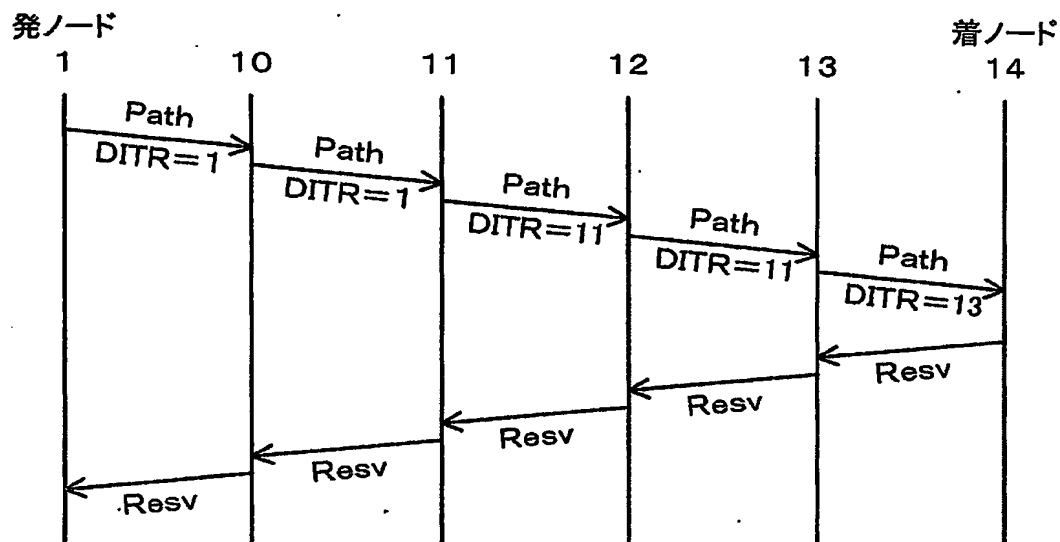 発ノード
着ノード
1 10 11 12 13 14
Path
DITR=1
Path
DITR=1
Path
DITR=11
Path
DITR=11
Path
DITR=13
Resv
Resv
Resv
Resv
Resv